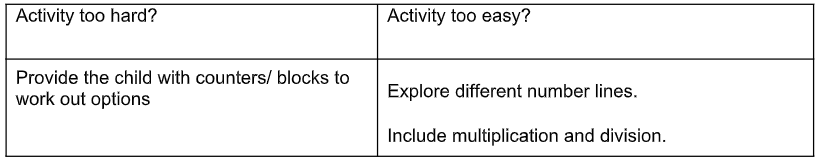 Activity too hard?
Activity too easy?
Provide the child with counters/ blocks to
work out options
Explore different number lines.
Include multiplication and division.